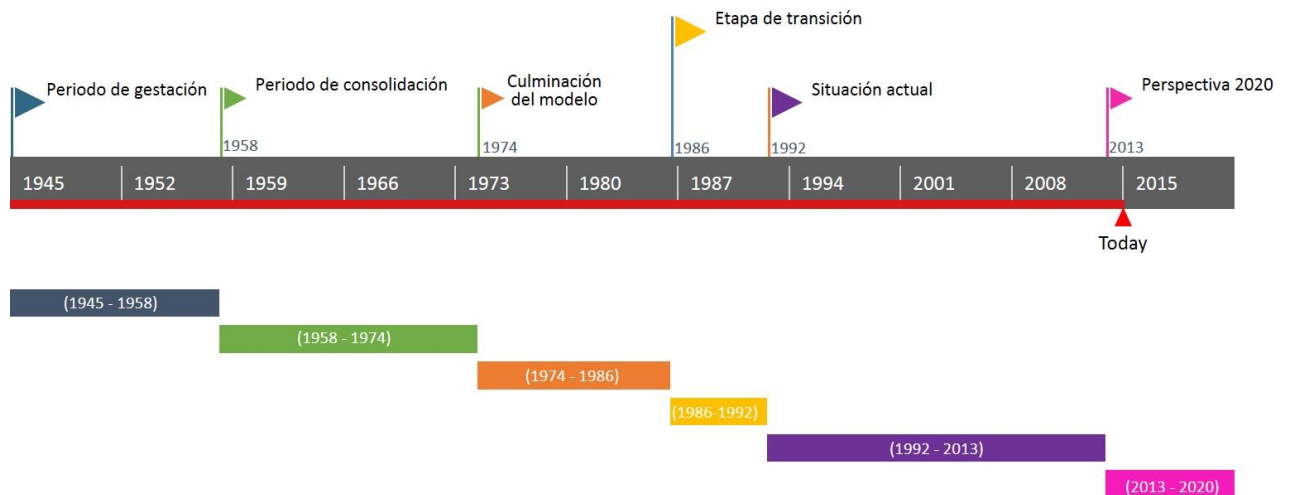 Etapa de transición
Periodo de gestación
Periodo de consolidación
Culminación
del modelo
Situación actual
Perspectiva 2020
1958
1974
1986
1992
2013
1945 1952 1959 1966 1973 1980 1987 1994 2001 2008 2015
Today
(1945 - 1958)
(1958 - 1974)
(1974 - 1986)
(1986-1992)
(1992 - 2013)
(2013 - 2020)